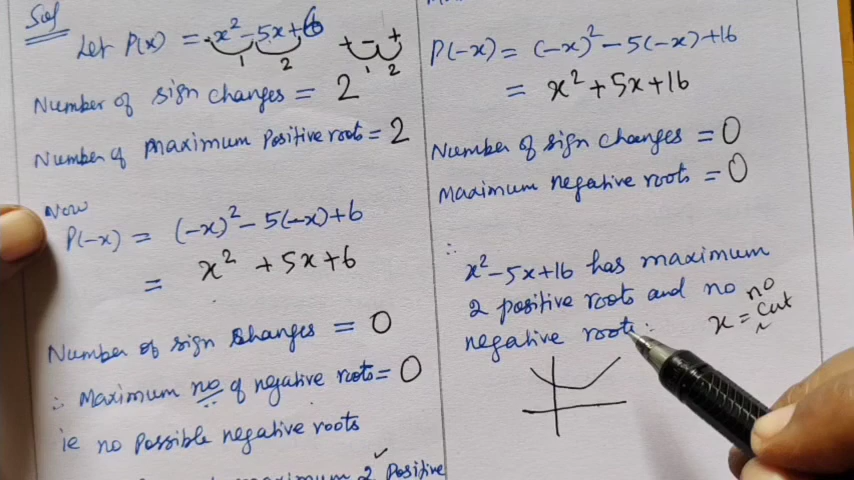 Sol
Let P(x) = x² - 5x + 6
+ - +
1 2
1 2
Number of sign changes = 2
Number of maximum positive roots = 2
Now
P(-x) = (-x)² - 5(-x) + 6
= x² + 5x + 6
Number of sign changes = 0
∴ Maximum no of negative roots = 0
ie no possible negative roots
maximum 2 Positive
P(-x) = (-x)² - 5(-x) + 16
= x² + 5x + 16
Number of sign changes = 0
Maximum negative roots = 0
∴
x² - 5x + 16 has maximum
2 positive roots and no
negative roots.
no
x = cut